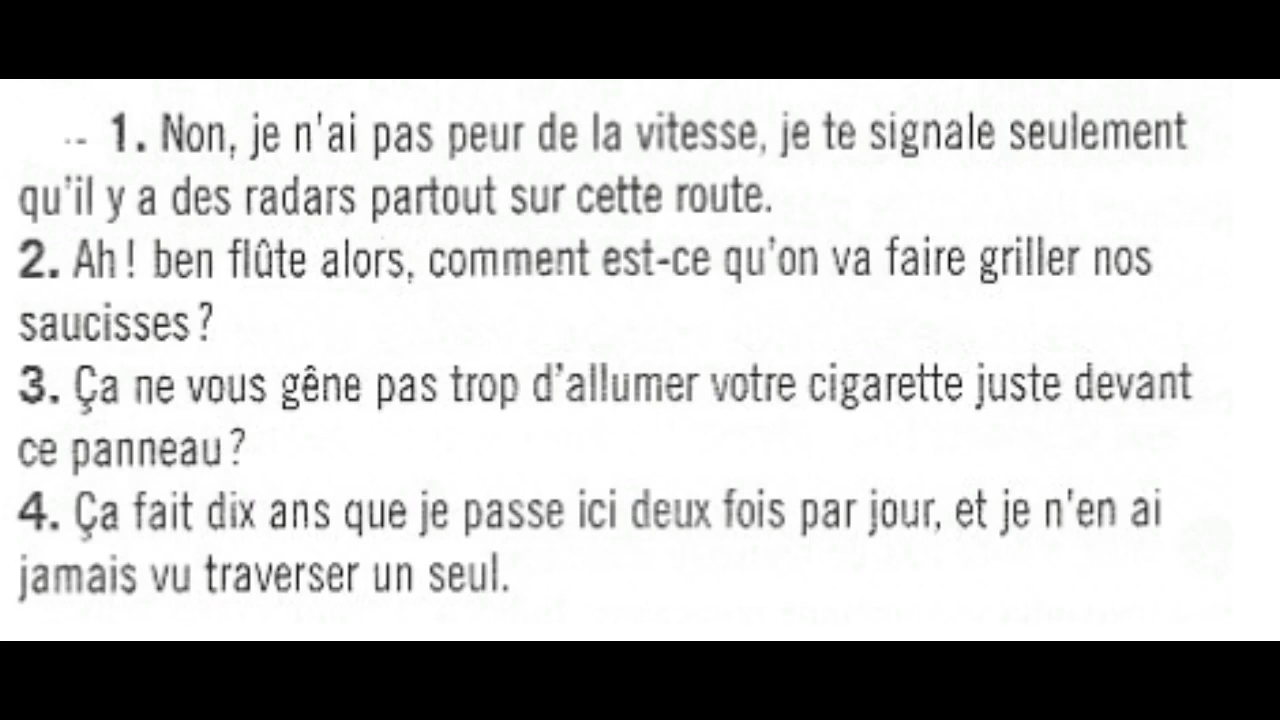 1. Non, je n'ai pas peur de la vitesse, je te signale seulement
qu'il y a des radars partout sur cette route.
2. Ah ! ben flûte alors, comment est-ce qu'on va faire griller nos
saucisses ?
3. Ça ne vous gêne pas trop d'allumer votre cigarette juste devant
ce panneau ?
4. Ça fait dix ans que je passe ici deux fois par jour, et je n'en ai
jamais vu traverser un seul.